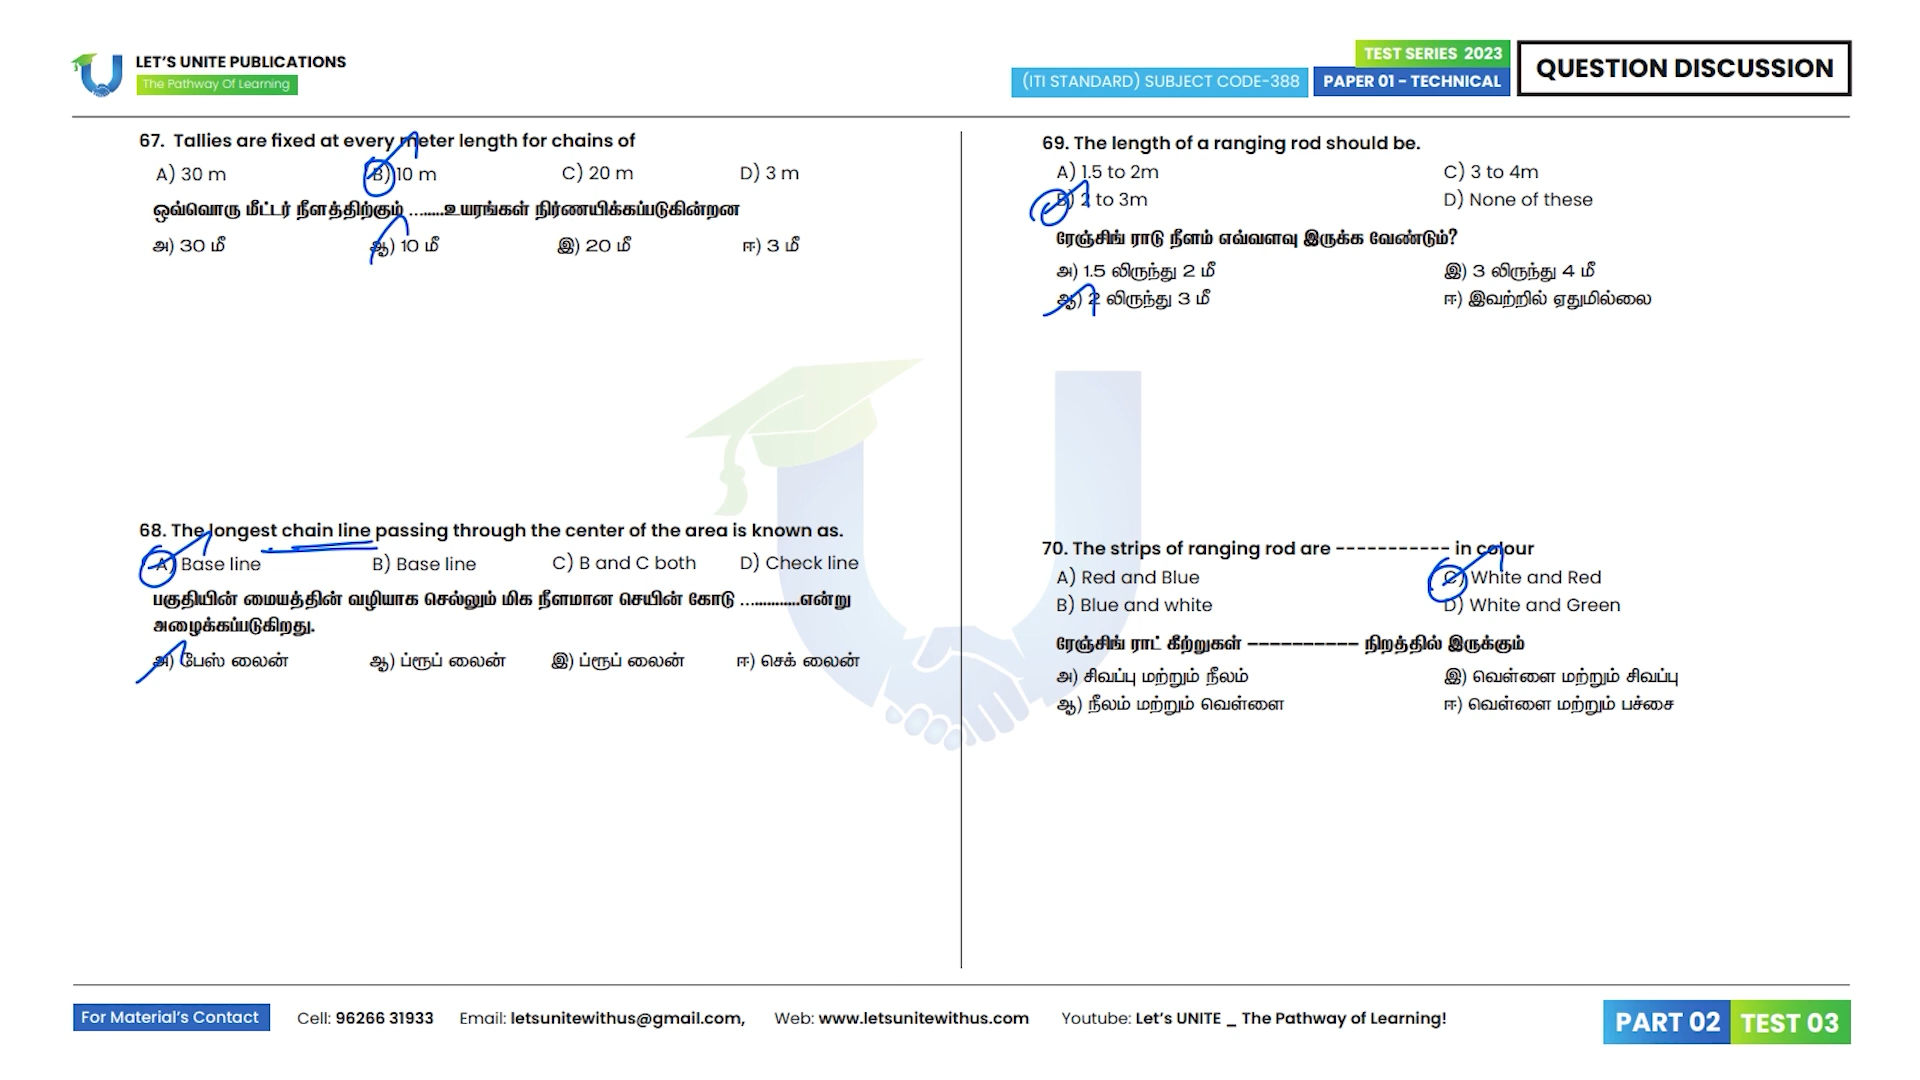 LET'S UNITE PUBLICATIONS
The Pathway Of Learning
TEST SERIES 2023
(ITI STANDARD) SUBJECT CODE-388
PAPER 01 - TECHNICAL
QUESTION DISCUSSION
67. Tallies are fixed at every meter length for chains of
A) 30 m B) 10 m C) 20 m D) 3 m
ஒவ்வொரு மீட்டர் நீளத்திற்கும் ........உயரங்கள் நிர்ணயிக்கப்படுகின்றன
அ) 30 மீ ஆ) 10 மீ இ) 20 மீ ஈ) 3 மீ
68. The longest chain line passing through the center of the area is known as.
A) Base line B) Base line C) B and C both D) Check line
பகுதியின் மையத்தின் வழியாக செல்லும் மிக நீளமான செயின் கோடு ..............என்று
அழைக்கப்படுகிறது.
அ) பேஸ் லைன் ஆ) ப்ரூப் லைன் இ) ப்ரூப் லைன் ஈ) செக் லைன்
69. The length of a ranging rod should be.
A) 1.5 to 2m C) 3 to 4m
B) 2 to 3m D) None of these
ரேஞ்சிங் ராடு நீளம் எவ்வளவு இருக்க வேண்டும்?
அ) 1.5 லிருந்து 2 மீ இ) 3 லிருந்து 4 மீ
ஆ) 2 லிருந்து 3 மீ ஈ) இவற்றில் ஏதுமில்லை
70. The strips of ranging rod are ----------- in colour
A) Red and Blue C) White and Red
B) Blue and white D) White and Green
ரேஞ்சிங் ராட் கீற்றுகள் ---------- நிறத்தில் இருக்கும்
அ) சிவப்பு மற்றும் நீலம் இ) வெள்ளை மற்றும் சிவப்பு
ஆ) நீலம் மற்றும் வெள்ளை ஈ) வெள்ளை மற்றும் பச்சை
For Material's Contact Cell: 96266 31933 Email: letsunitewithus@gmail.com, Web: www.letsunitewithus.com Youtube: Let's UNITE _ The Pathway of Learning!
PART 02 TEST 03